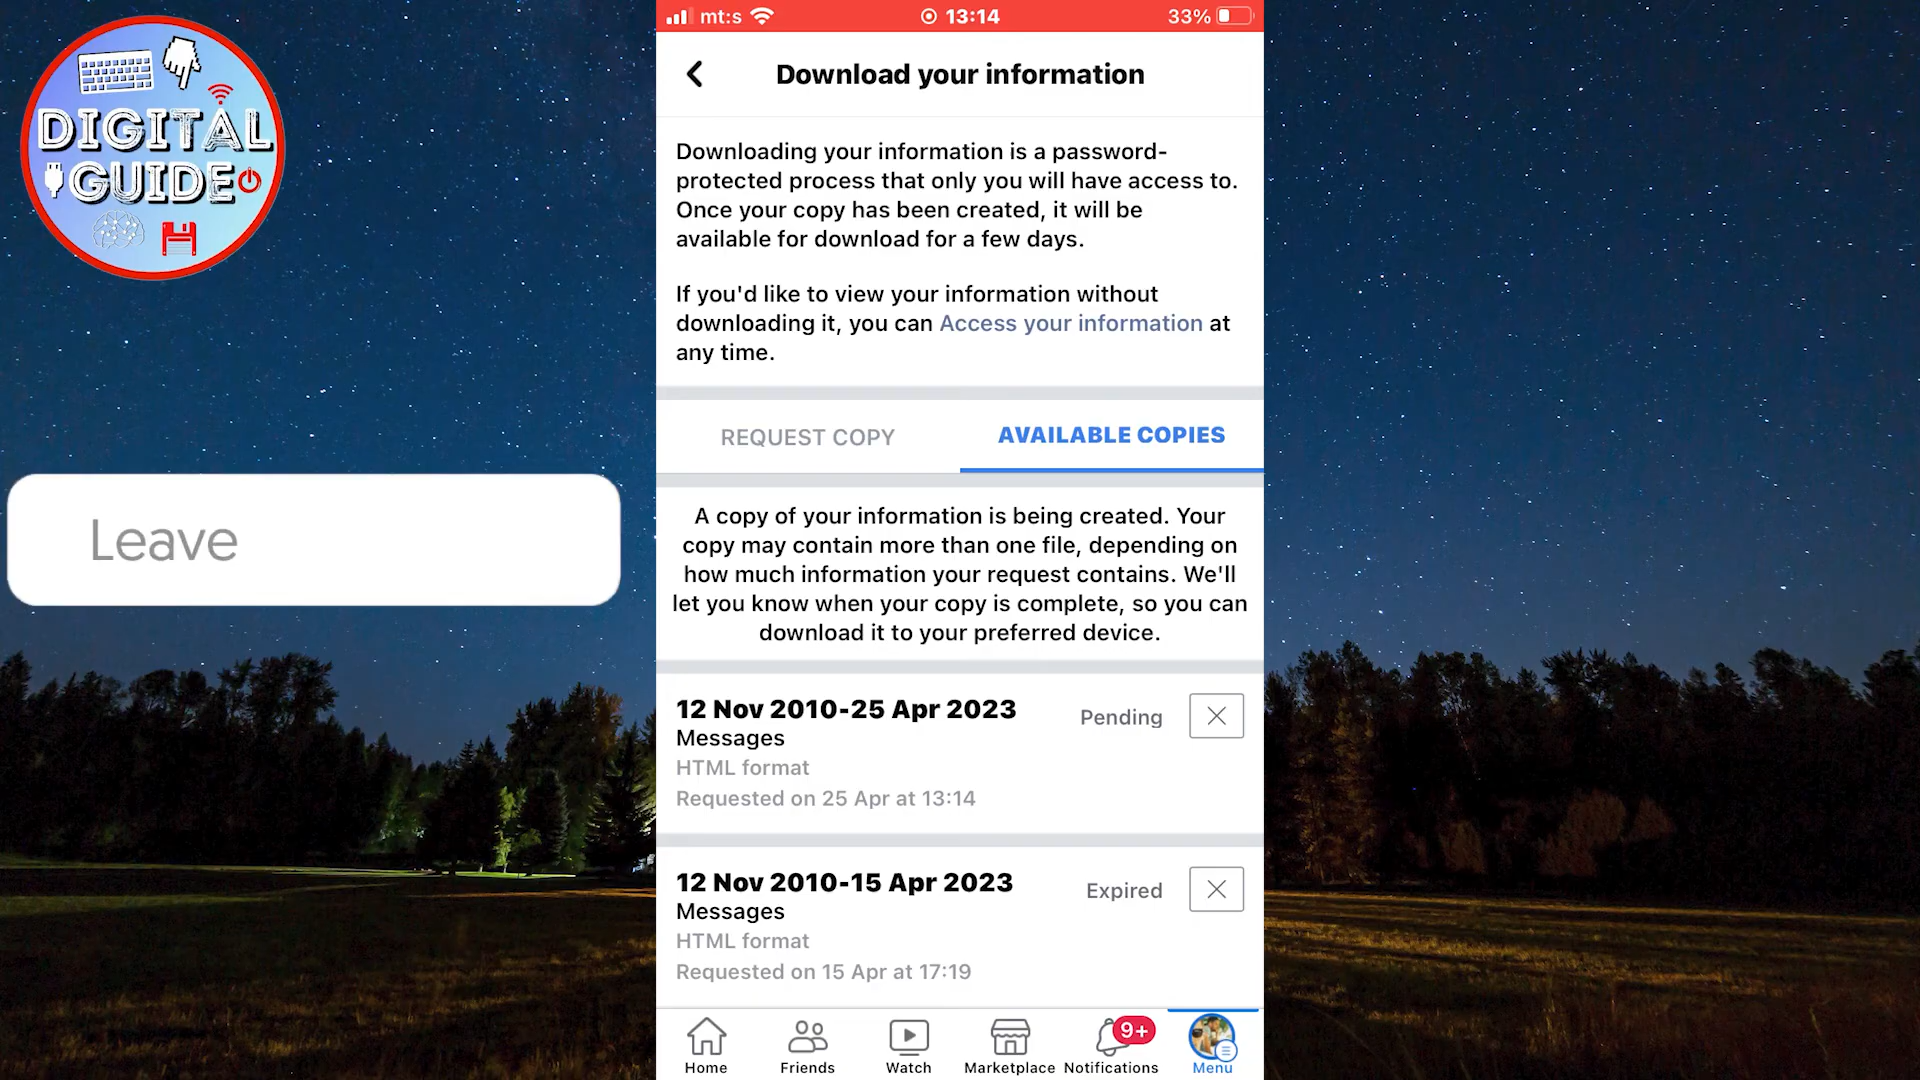 DIGITAL
GUIDE
Leave
mt:s
13:14
33%
Download your information
Downloading your information is a password-
protected process that only you will have access to.
Once your copy has been created, it will be
available for download for a few days.
If you'd like to view your information without
downloading it, you can Access your information at
any time.
REQUEST COPY
AVAILABLE COPIES
A copy of your information is being created. Your
copy may contain more than one file, depending on
how much information your request contains. We'll
let you know when your copy is complete, so you can
download it to your preferred device.
12 Nov 2010-25 Apr 2023
Pending
Messages
HTML format
Requested on 25 Apr at 13:14
12 Nov 2010-15 Apr 2023
Expired
Messages
HTML format
Requested on 15 Apr at 17:19
9+
Home
Friends
Watch
Marketplace
Notifications
Menu